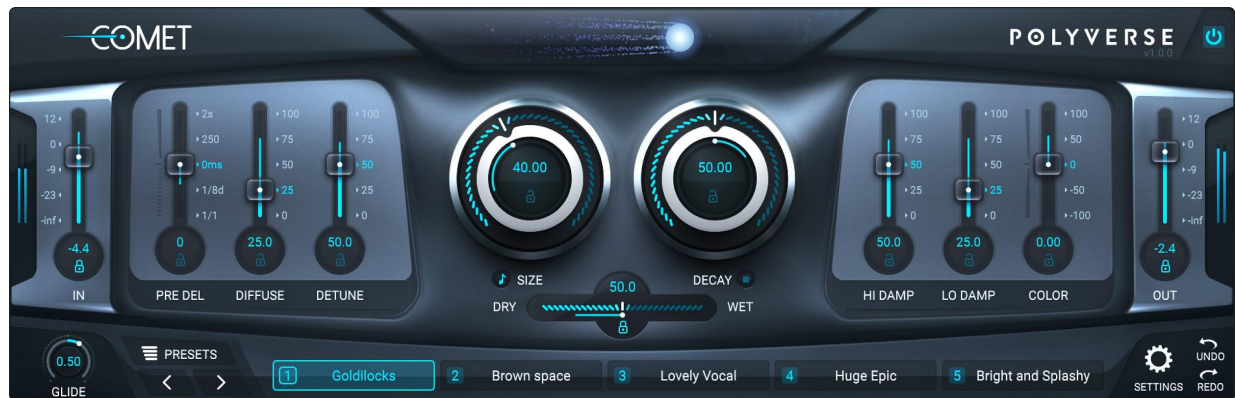 COMET
POLYVERSE
v1.0.0
12
0
-9
-23
-inf
-4.4
IN
2s
250
0ms
1/8d
1/1
0
PRE DEL
100
75
50
25
0
25.0
DIFFUSE
100
75
50
25
0
50.0
DETUNE
40.00
SIZE
50.00
DECAY
50.0
DRY
WET
100
75
50
25
0
50.0
HI DAMP
100
75
50
25
0
25.0
LO DAMP
100
50
0
-50
-100
0.00
COLOR
12
0
-9
-23
-inf
-2.4
OUT
0.50
GLIDE
PRESETS
1 Goldilocks
2 Brown space
3 Lovely Vocal
4 Huge Epic
5 Bright and Splashy
SETTINGS
UNDO
REDO